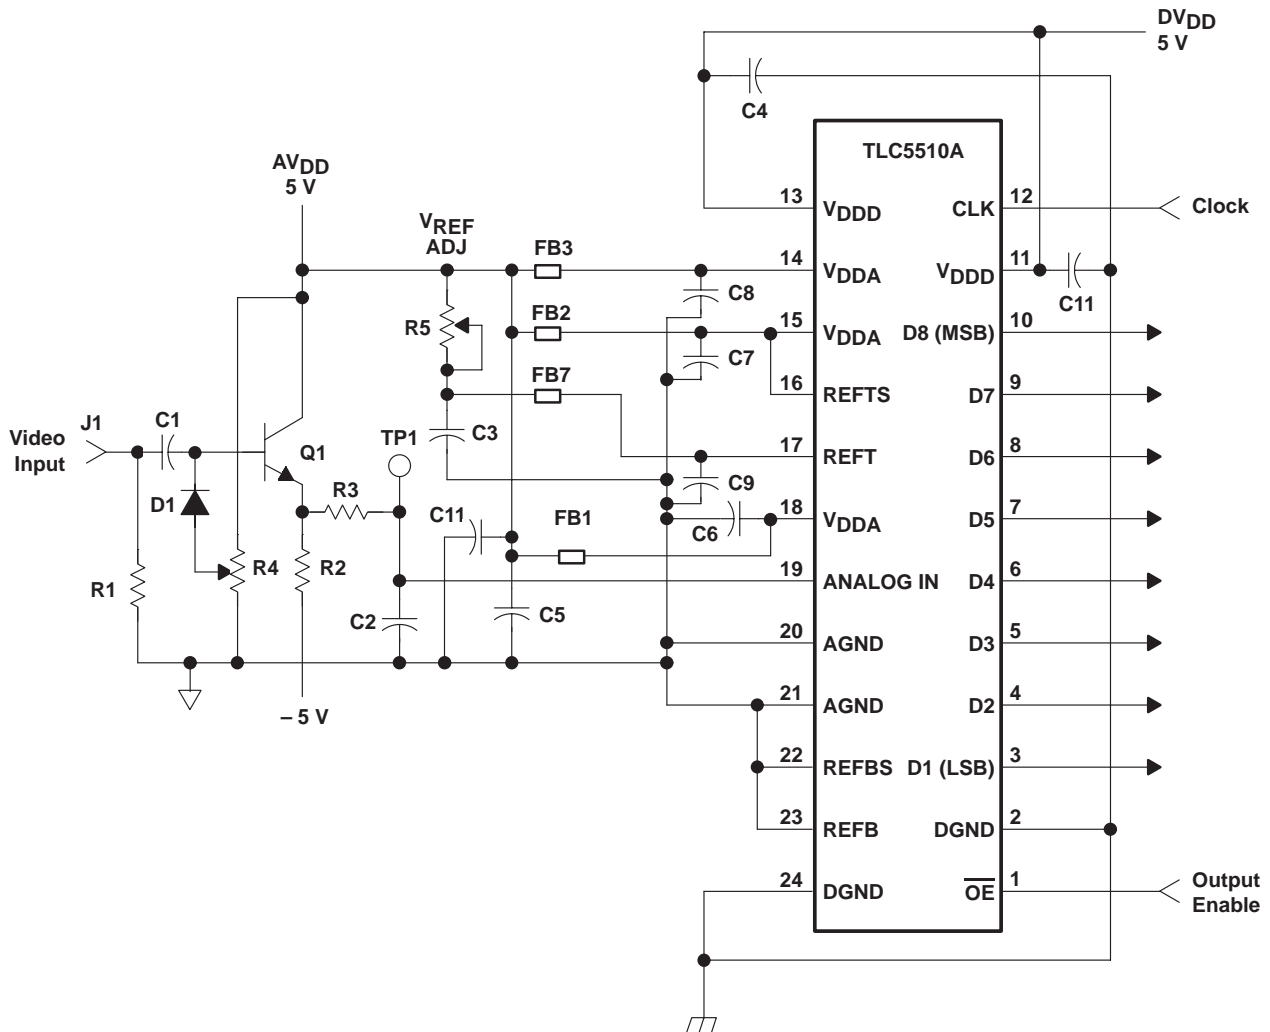 DVDD
5 V
C4
TLC5510A
AVDD
5 V
13
VDDD
CLK
12
Clock
VREF
ADJ
FB3
14
VDDA
VDDD
11
C8
C11
R5
FB2
15
VDDA
D8 (MSB)
10
C7
FB7
16
REFTS
D7
9
J1
C1
Video
Input
Q1
TP1
C3
17
REFT
D6
8
D1
R3
C9
C11
FB1
C6
18
VDDA
D5
7
R1
R4
R2
19
ANALOG IN
D4
6
C2
C5
20
AGND
D3
5
– 5 V
21
AGND
D2
4
22
REFBS
D1 (LSB)
3
23
REFB
DGND
2
24
DGND
OE
1
Output
Enable